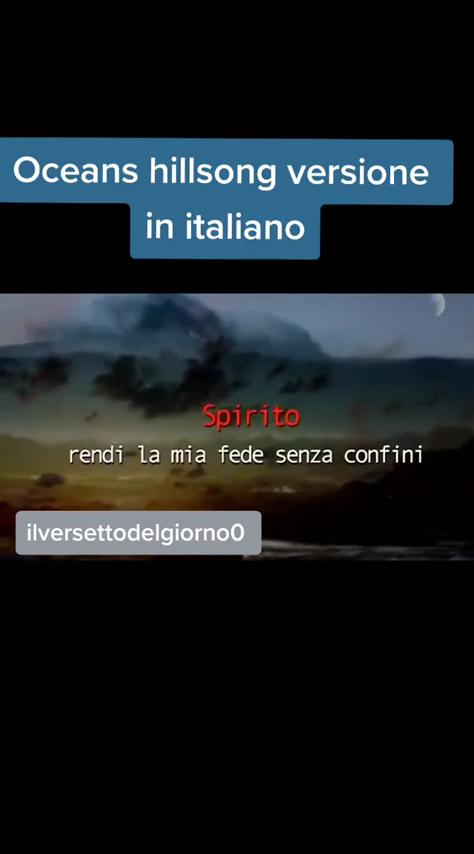 Oceans hillsong versione
in italiano
Spirito
rendi la mia fede senza confini
ilversettodelgiorno0